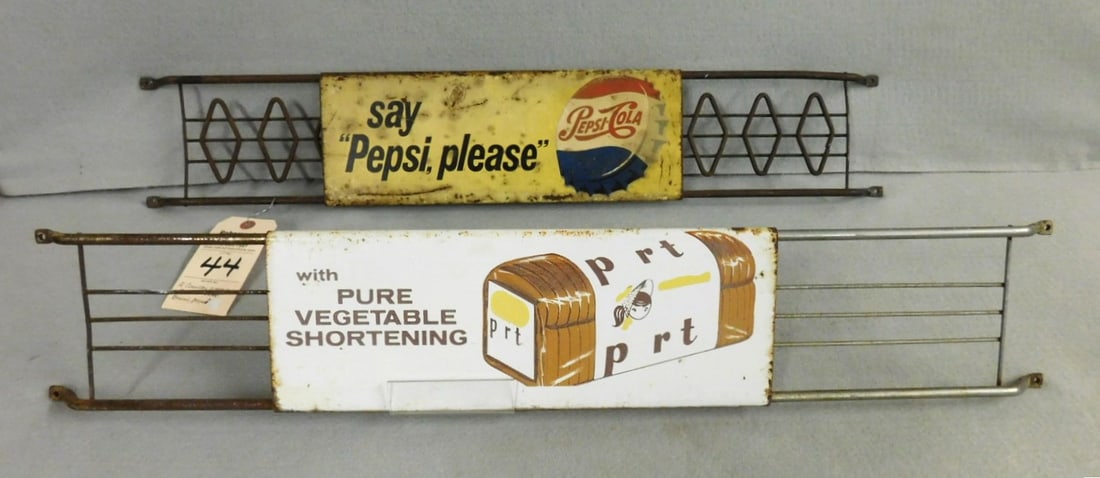 say
"Pepsi, please"
PEPSI-COLA
44
with
PURE
VEGETABLE
SHORTENING
prt
prt
prt